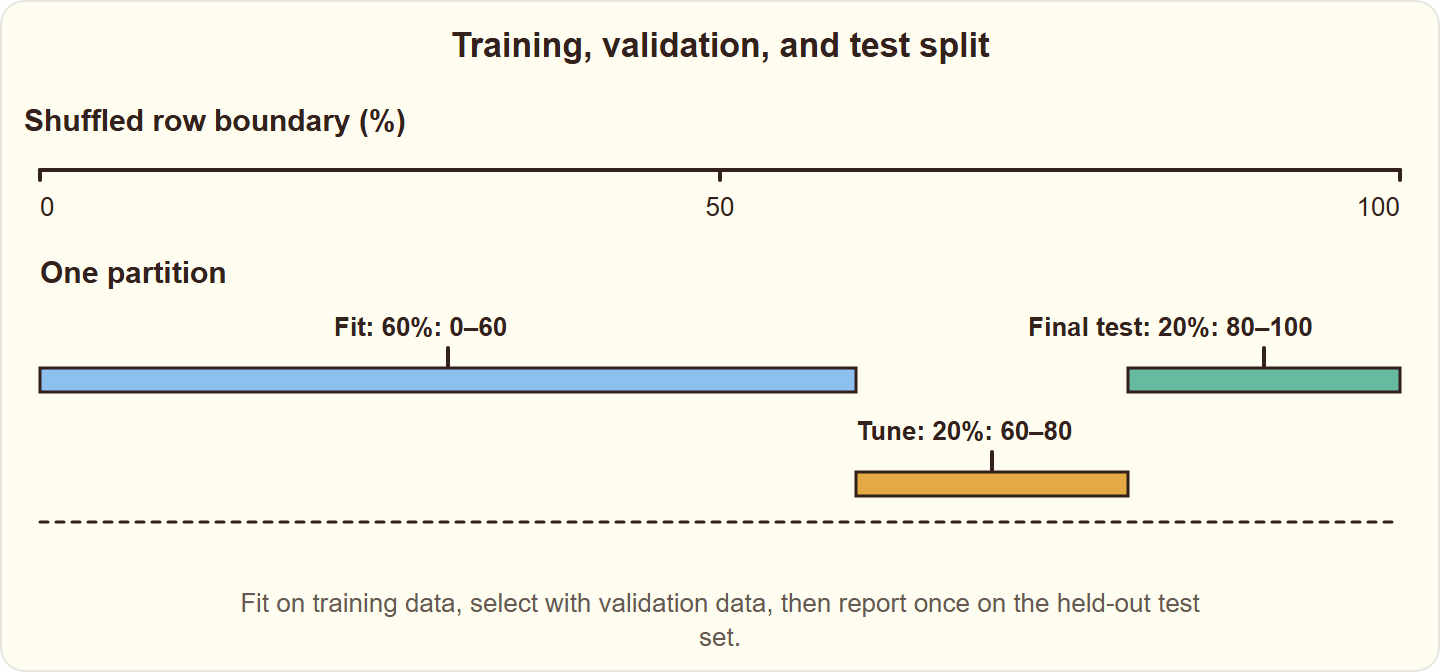 Training, validation, and test split
Shuffled row boundary (%)
0 50 100
One partition
Fit: 60%: 0–60
Final test: 20%: 80–100
Tune: 20%: 60–80
Fit on training data, select with validation data, then report once on the held-out test
set.